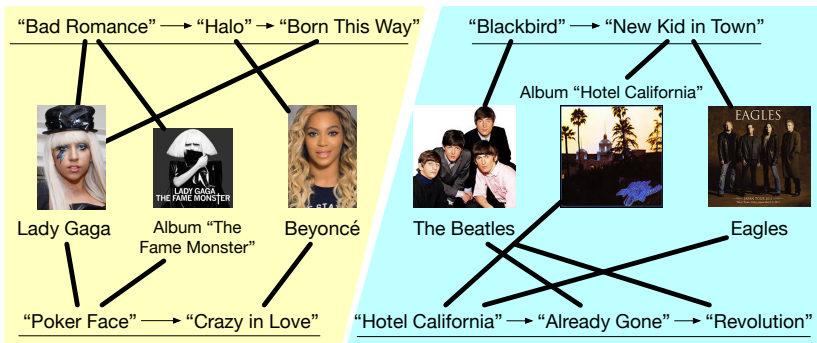 “Bad Romance” → “Halo” → “Born This Way”
“Blackbird” → “New Kid in Town”
Album “Hotel California”
LADY GAGA
THE FAME MONSTER
EAGLES
Lady Gaga
Album “The
Fame Monster”
Beyoncé
The Beatles
Eagles
“Poker Face” → “Crazy in Love”
“Hotel California” → “Already Gone” → “Revolution”